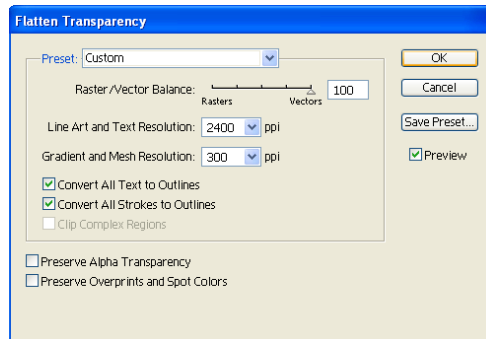 Flatten Transparency
Preset: Custom
OK
Raster/Vector Balance: 100
Rasters Vectors
Cancel
Line Art and Text Resolution: 2400 ppi
Save Preset...
Gradient and Mesh Resolution: 300 ppi
Preview
Convert All Text to Outlines
Convert All Strokes to Outlines
Clip Complex Regions
Preserve Alpha Transparency
Preserve Overprints and Spot Colors